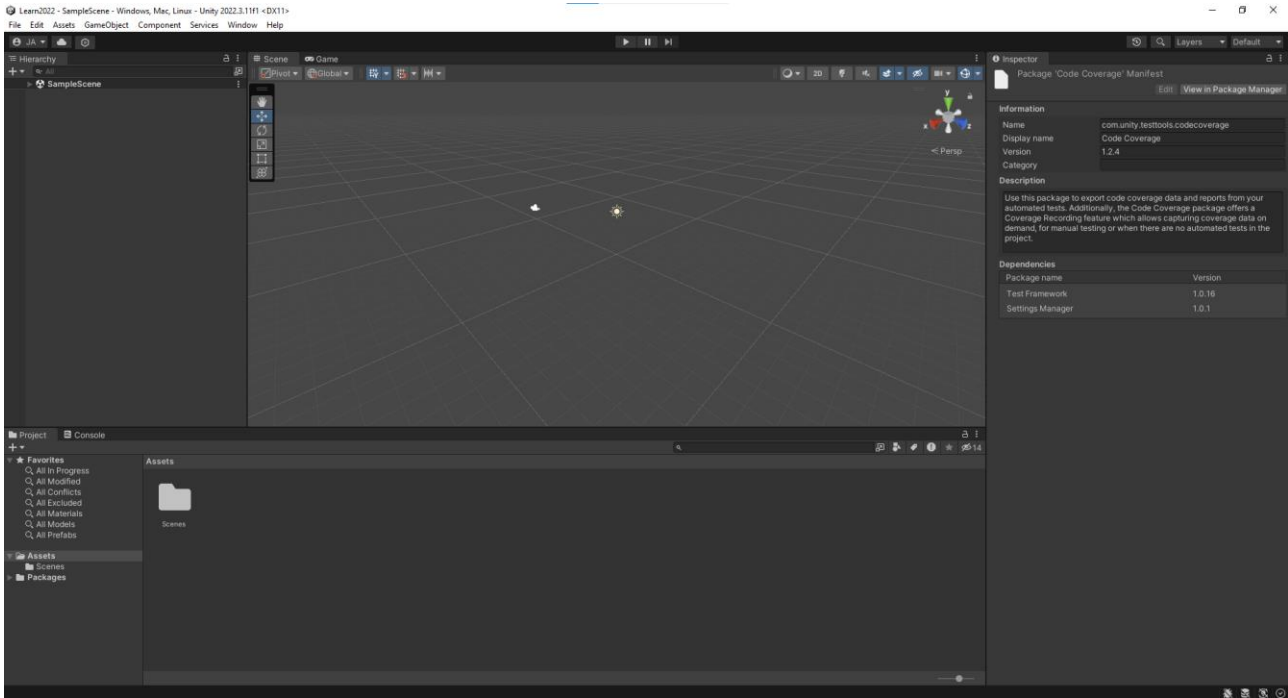 Learn2022 - SampleScene - Windows, Mac, Linux - Unity 2022.3.11f1 <DX11>
File Edit Assets GameObject Component Services Window Help
JA Layers Default
Hierarchy
All
SampleScene
Scene Game
Pivot Global 2D
y
x z
< Persp
Inspector
Package 'Code Coverage' Manifest
Edit View in Package Manager
Information
Name com.unity.testtools.codecoverage
Display name Code Coverage
Version 1.2.4
Category
Description
Use this package to export code coverage data and reports from your
automated tests. Additionally, the Code Coverage package offers a
Coverage Recording feature which allows capturing coverage data on
demand, for manual testing or when there are no automated tests in the
project.
Dependencies
Package name Version
Test Framework 1.0.16
Settings Manager 1.0.1
Project Console
14
Favorites
All In Progress
All Modified
All Conflicts
All Excluded
All Materials
All Models
All Prefabs
Assets
Scenes
Packages
Assets
Scenes